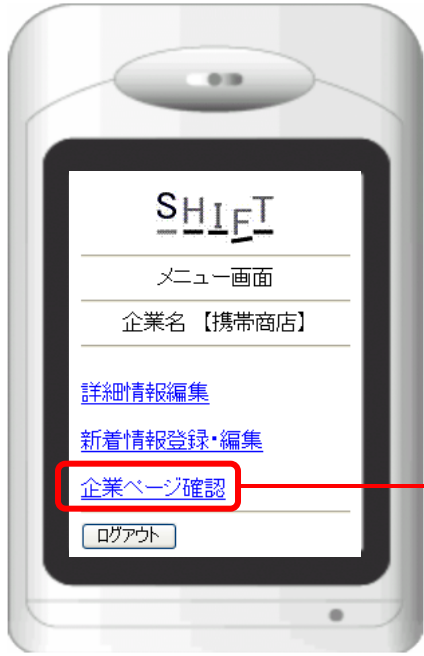 SHIFT
メニュー画面
企業名 【携帯商店】
詳細情報編集
新着情報登録・編集
企業ページ確認
ログアウト